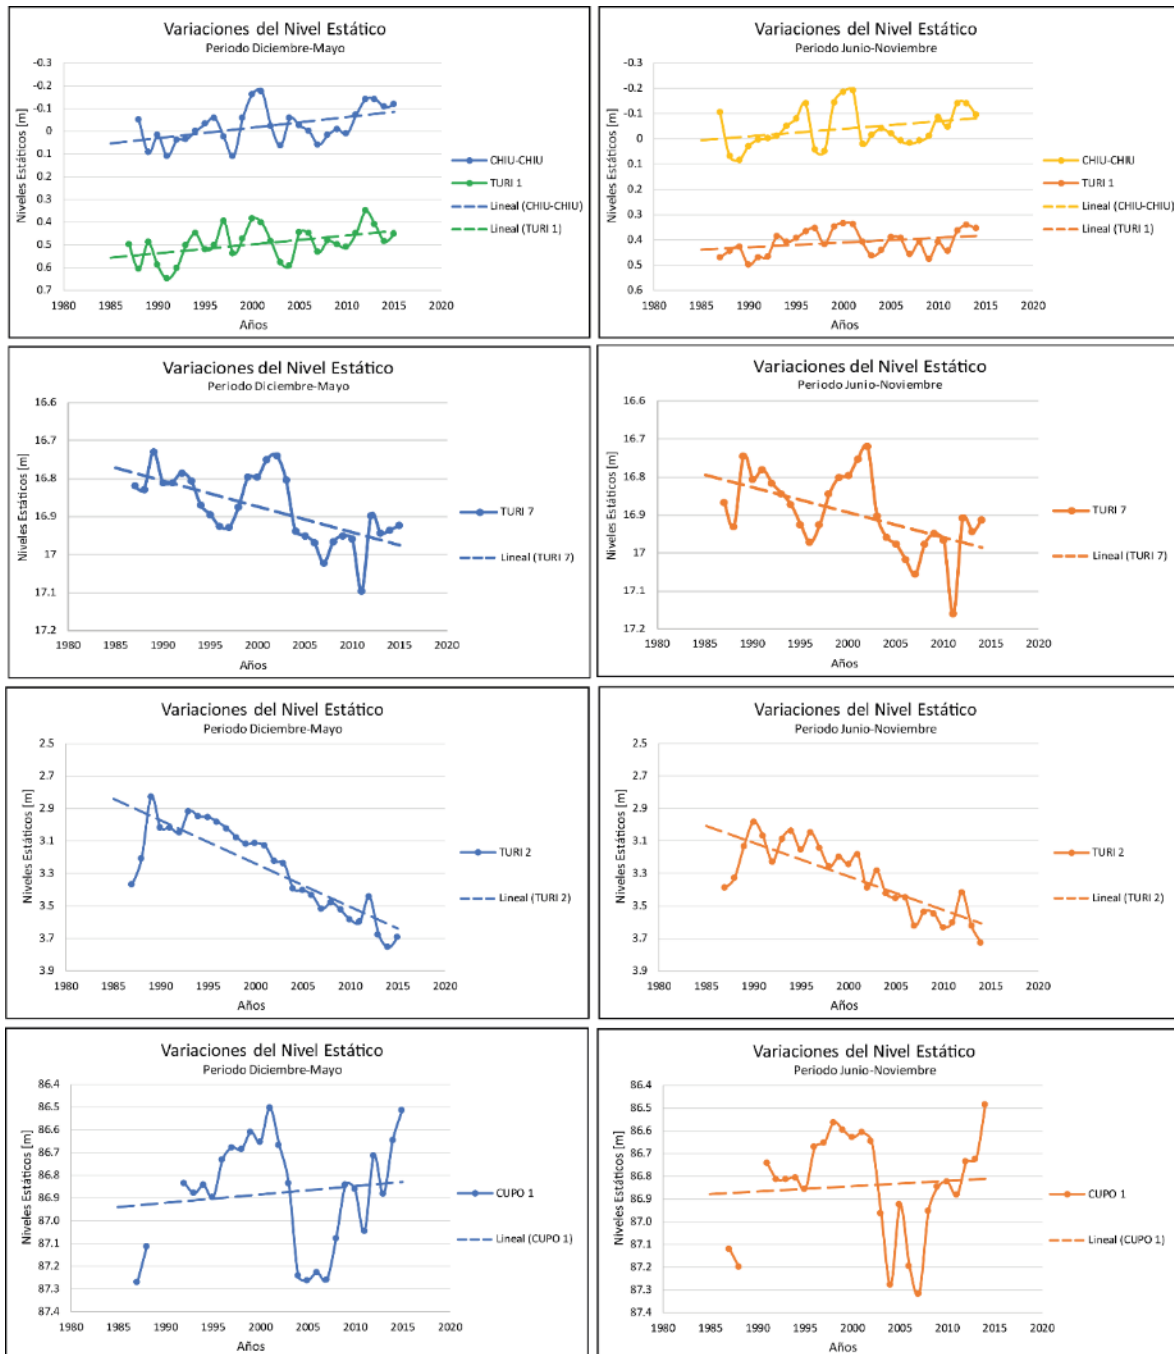 Variaciones del Nivel Estático
Periodo Diciembre-Mayo
Niveles Estáticos [m]
-0.3
-0.2
-0.1
0
0.1
0.2
0.3
0.4
0.5
0.6
0.7
1980 1985 1990 1995 2000 2005 2010 2015 2020
Años
CHIU-CHIU
TURI 1
Lineal (CHIU-CHIU)
Lineal (TURI 1)
Variaciones del Nivel Estático
Periodo Junio-Noviembre
Niveles Estáticos [m]
-0.3
-0.2
-0.1
0
0.1
0.2
0.3
0.4
0.5
0.6
1980 1985 1990 1995 2000 2005 2010 2015 2020
Años
CHIU-CHIU
TURI 1
Lineal (CHIU-CHIU)
Lineal (TURI 1)
Variaciones del Nivel Estático
Periodo Diciembre-Mayo
Niveles Estáticos [m]
16.6
16.7
16.8
16.9
17
17.1
17.2
1980 1985 1990 1995 2000 2005 2010 2015 2020
Años
TURI 7
Lineal (TURI 7)
Variaciones del Nivel Estático
Periodo Junio-Noviembre
Niveles Estáticos [m]
16.6
16.7
16.8
16.9
17
17.1
17.2
1980 1985 1990 1995 2000 2005 2010 2015 2020
Años
TURI 7
Lineal (TURI 7)
Variaciones del Nivel Estático
Periodo Diciembre-Mayo
Niveles Estáticos [m]
2.5
2.7
2.9
3.1
3.3
3.5
3.7
3.9
1980 1985 1990 1995 2000 2005 2010 2015 2020
Años
TURI 2
Lineal (TURI 2)
Variaciones del Nivel Estático
Periodo Junio-Noviembre
Niveles Estáticos [m]
2.5
2.7
2.9
3.1
3.3
3.5
3.7
3.9
1980 1985 1990 1995 2000 2005 2010 2015 2020
Años
TURI 2
Lineal (TURI 2)
Variaciones del Nivel Estático
Periodo Diciembre-Mayo
Niveles Estáticos [m]
86.4
86.5
86.6
86.7
86.8
86.9
87.0
87.1
87.2
87.3
87.4
1980 1985 1990 1995 2000 2005 2010 2015 2020
Años
CUPO 1
Lineal (CUPO 1)
Variaciones del Nivel Estático
Periodo Junio-Noviembre
Niveles Estáticos [m]
86.4
86.5
86.6
86.7
86.8
86.9
87.0
87.1
87.2
87.3
87.4
1980 1985 1990 1995 2000 2005 2010 2015 2020
Años
CUPO 1
Lineal (CUPO 1)